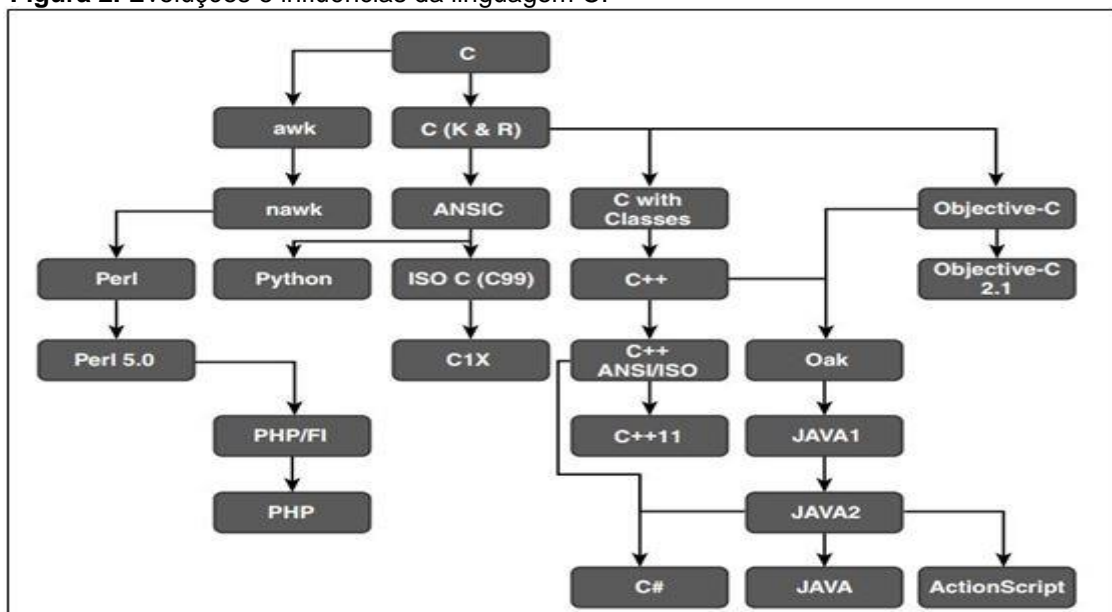 Figura 2. Evoluções e influências da linguagem C.
C
awk
C (K & R)
nawk
ANSIC
C with
Classes
Objective-C
Perl
Python
ISO C (C99)
C++
Objective-C
2.1
Perl 5.0
C1X
C++
ANSI/ISO
Oak
PHP/FI
C++11
JAVA1
PHP
JAVA2
C#
JAVA
ActionScript